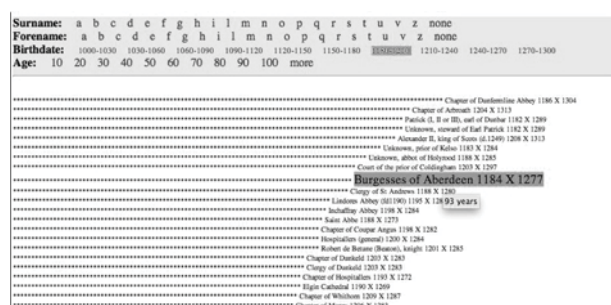 Surname: a b c d e f g h i l m n o p q r s t u v z none
Forename: a b c d e f g h i l m n o p q r s t u v z none
Birthdate: 1000-1030 1030-1060 1060-1090 1090-1120 1120-1150 1150-1180 1210-1240 1240-1270 1270-1300
Age: 10 20 30 40 50 60 70 80 90 100 more
Chapter of Dunfermline Abbey 1186 X 1304
Chapter of Arbroath 1204 X 1313
Patrick (I, II or III), earl of Dunbar 1182 X 1289
Unknown, steward of Earl Patrick 1182 X 1289
Alexander II, king of Scots (d.1249) 1208 X 1313
Unknown, prior of Kelso 1183 X 1284
Unknown, abbot of Holyrood 1188 X 1285
Court of the prior of Coldingham 1203 X 1297
Burgesses of Aberdeen 1184 X 1277
Clergy of St Andrews 1188 X 1280
Lindores Abbey (fd1190) 1195 X 93 years
Inchaffray Abbey 1198 X 1284
Saint Abbe 1188 X 1273
Chapter of Coupar Angus 1198 X 1282
Hospitallers (general) 1200 X 1284
Robert de Betune (Beaton), knight 1201 X 1285
Chapter of Dunkeld 1203 X 1283
Clergy of Dunkeld 1203 X 1283
Chapter of Hospitallers 1193 X 1272
Elgin Cathedral 1190 X 1269
Chapter of Whithorn 1209 X 1287